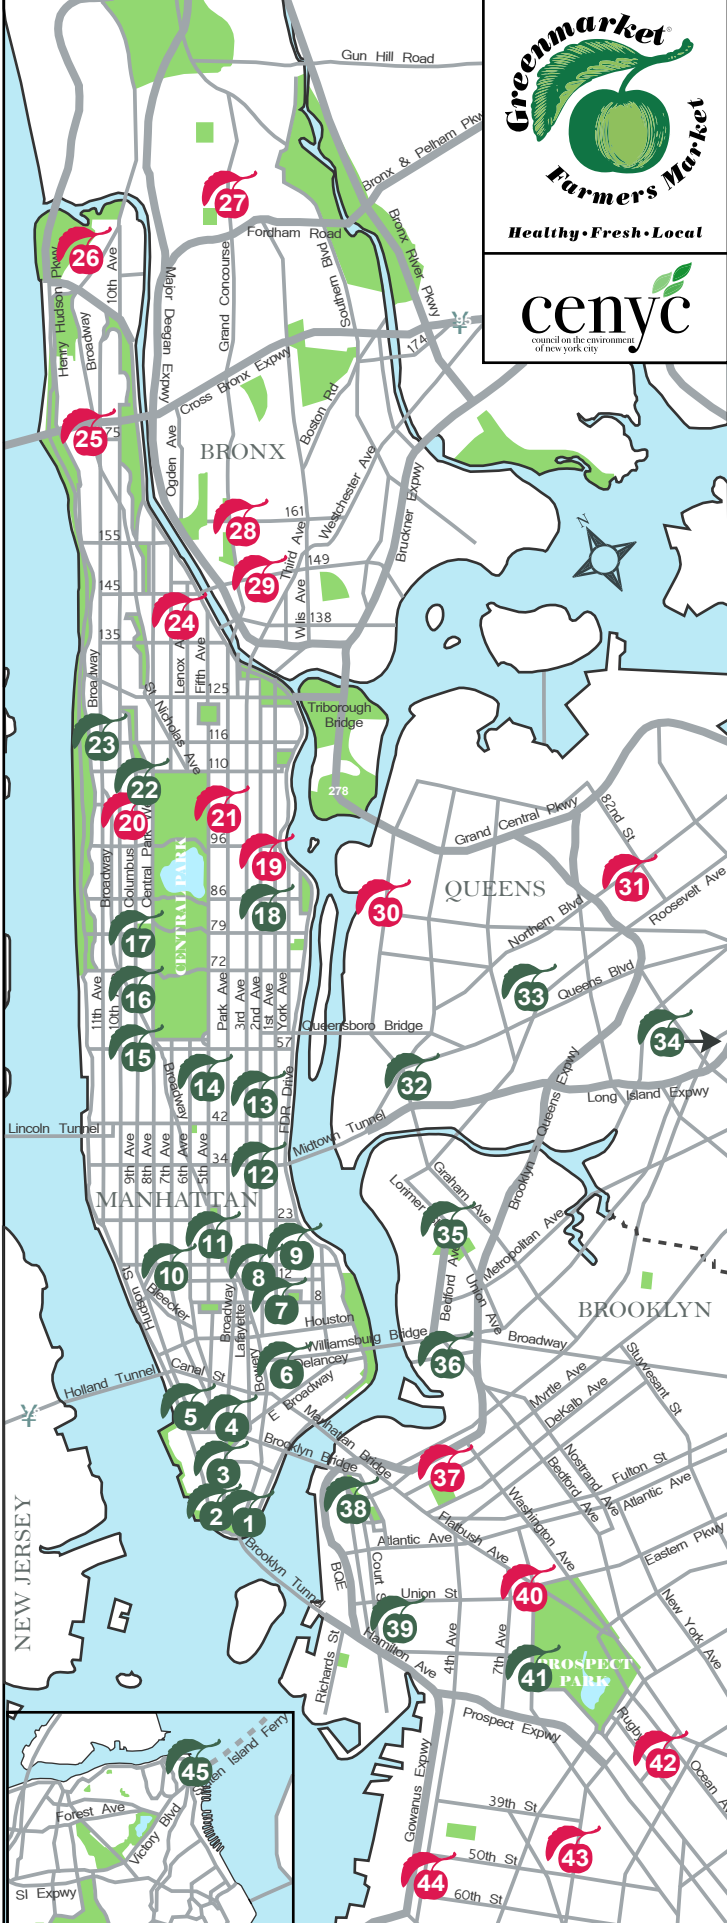 Greenmarket®
Farmers Market
Healthy•Fresh•Local
cenyc
council on the environment
of new york city
Gun Hill Road
Bronx & Pelham Pkw
27
Fordham Road
26
Henry Hudson Pkwy
Broadway
10th Ave
Major Deegan Expwy
Grand Concourse
Southern Blvd
Bronx River Pkwy
95
174
Cross Bronx Expwy
Boston Rd
25
75
BRONX
Ogden Ave
Westchester Ave
Bruckner Expwy
N
28
161
Third Ave
155
149
29
145
Wlls Ave
138
24
135
Lenox A
Fifth Ave
Broadway
125
St Nicholas Ave
Triborough
Bridge
116
23
110
22
278
21
20
96
Grand Central Pkwy
82nd St
19
Broadway
Columbus
Central Park W
CENTRAL PARK
QUEENS
31
Roosevelt Ave
86
30
18
Northern Blvd
79
17
72
33
Queens Blvd
16
11th Ave
10th
Park Ave
3rd Ave
2nd Ave
1st Ave
York Ave
Queensboro Bridge
34
57
15
14
32
13
Broadway
FDR Drive
Long Island Expwy
42
Lincoln Tunnel
Midtown Tunnel
Brooklyn - Queens Expwy
9th Ave
8th Ave
7th Ave
6th Ave
5th Ave
34
12
MANHATTAN
23
Graham Ave
Lorimer
35
Metropolitan Ave
11
9
10
8
12
7
8
Hudson St
Bleecker
Broadway
Lafayette
Bowery
Houston
Bedford Ave
Union Ave
BROOKLYN
Williamsburg Bridge
Delancey
Broadway
36
6
Canal St
Holland Tunnel
E Broadway
Stuyvesant St
Myrtle Ave
DeKalb Ave
5
4
Manhattan Bridge
Brooklyn Bridge
Nostrand Ave
Bedford Ave
Fulton St
3
37
Atlantic Ave
2
1
38
Washington Ave
NEW JERSEY
Flatbush Ave
Atlantic Ave
Eastern Pkwy
Brooklyn Tunnel
BQE
Court S
40
Union St
New York Ave
39
Hamilton Ave
4th Ave
7th Ave
41
PROSPECT
PARK
Richards St
Prospect Expwy
Rugby
42
Ocean A
45
Staten Island Ferry
Forest Ave
Victory Blvd
SI Expwy
Gowanus Expwy
39th St
43
50th St
44
60th St